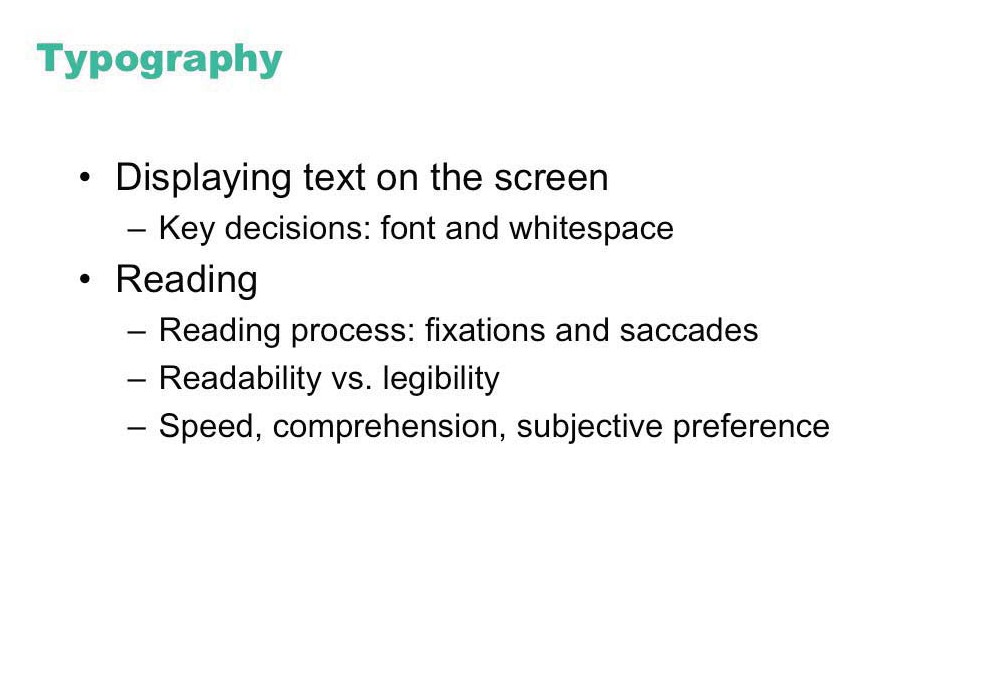 Typography
• Displaying text on the screen
– Key decisions: font and whitespace
• Reading
– Reading process: fixations and saccades
– Readability vs. legibility
– Speed, comprehension, subjective preference